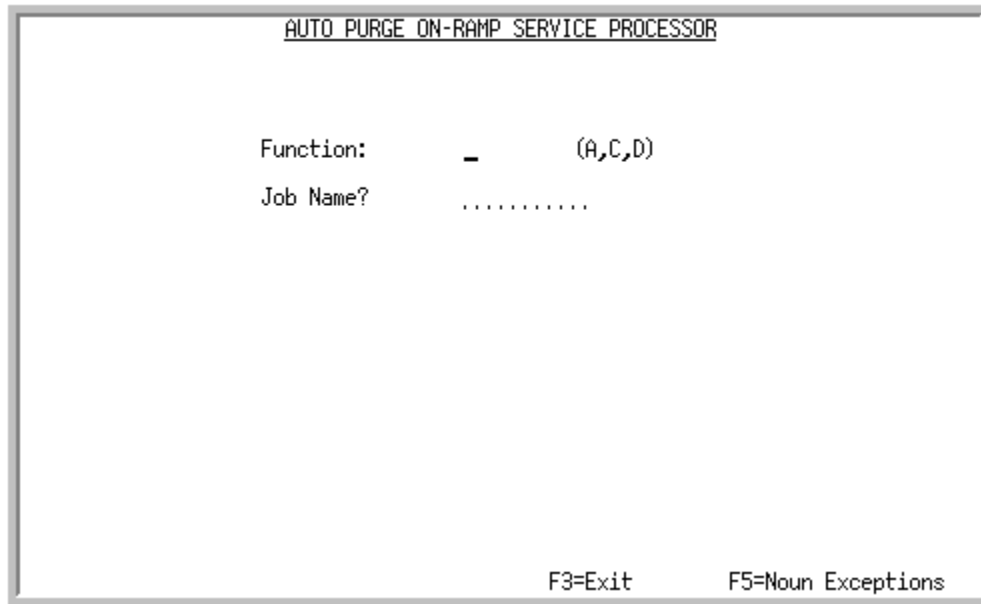 AUTO PURGE ON-RAMP SERVICE PROCESSOR
Function: _ (A,C,D)
Job Name? ...........
F3=Exit F5=Noun Exceptions